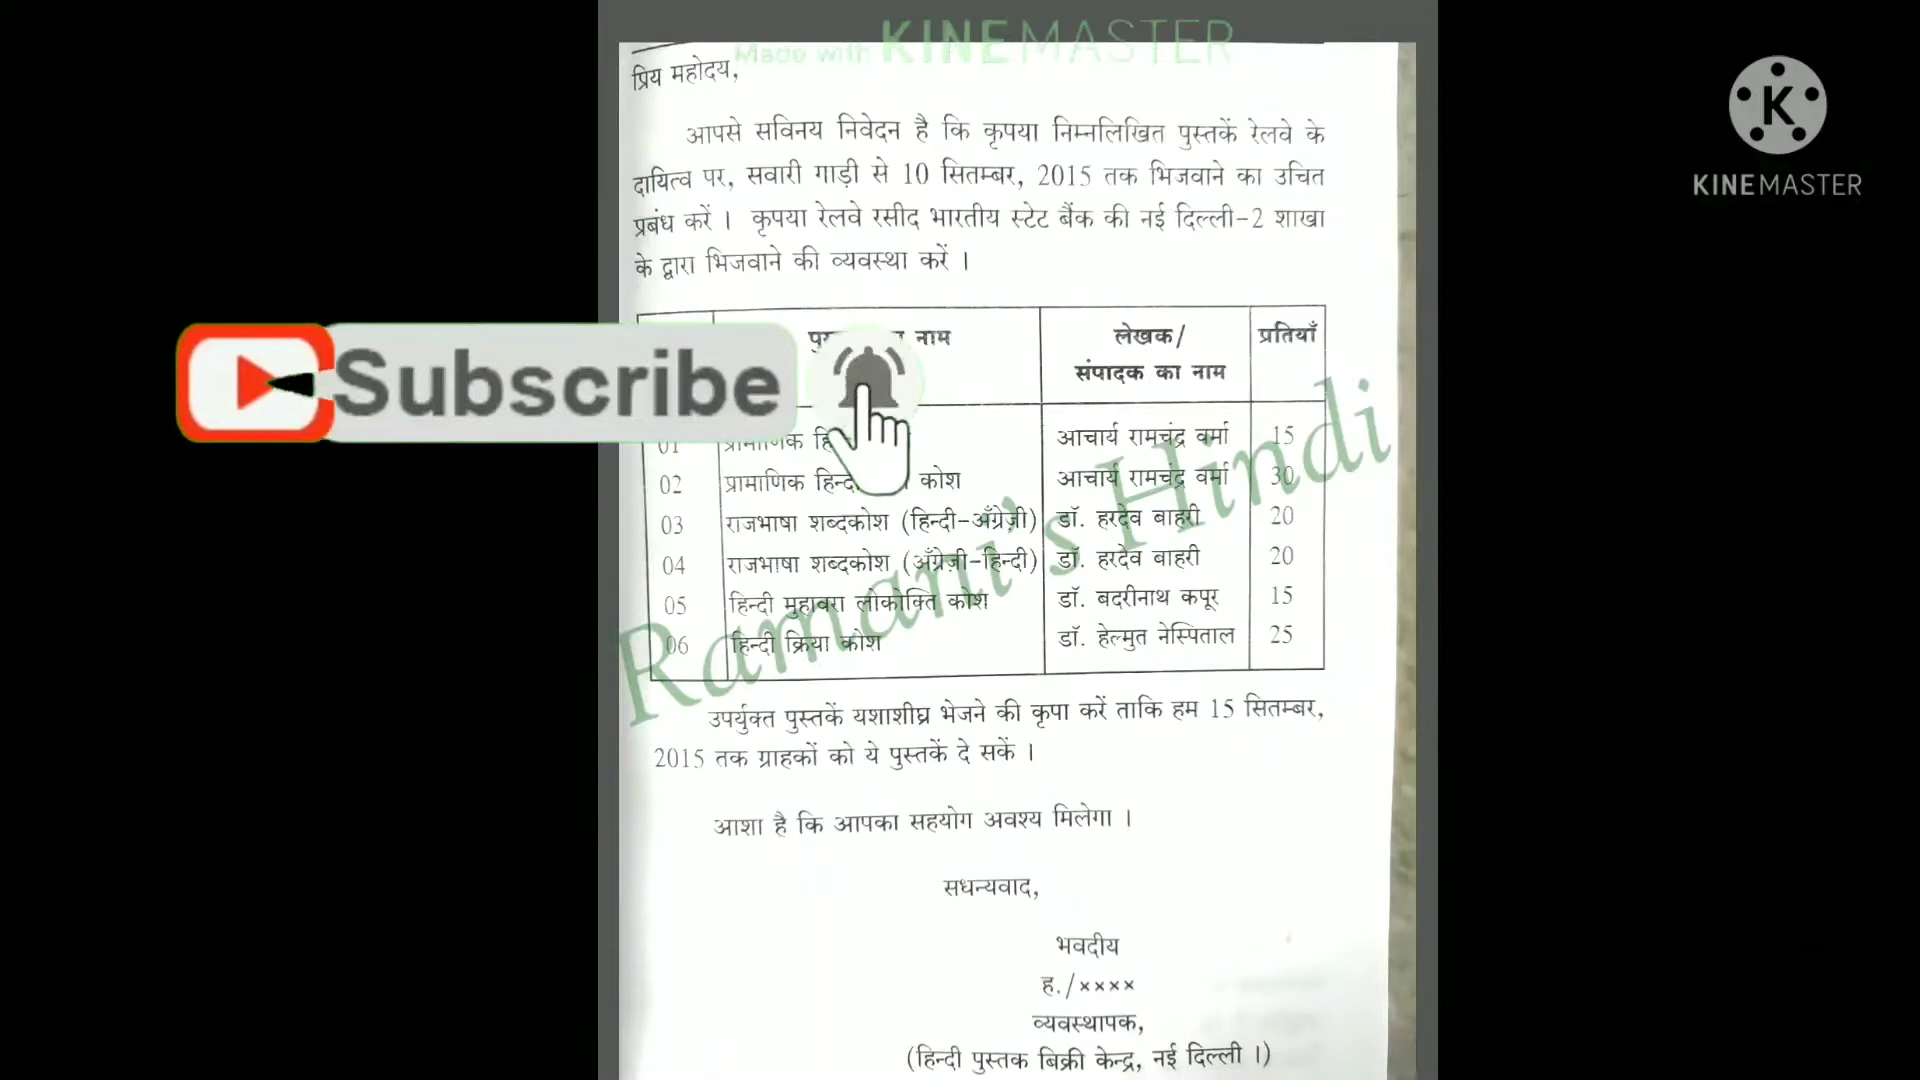 Made with KINEMASTER
K
KINEMASTER
प्रिय महोदय,
आपसे सविनय निवेदन है कि कृपया निम्नलिखित पुस्तकें रेलवे के
दायित्व पर, सवारी गाड़ी से 10 सितम्बर, 2015 तक भिजवाने का उचित
प्रबंध करें । कृपया रेलवे रसीद भारतीय स्टेट बैंक की नई दिल्ली-2 शाखा
के द्वारा भिजवाने की व्यवस्था करें ।
नाम लेखक/ प्रतियाँ
संपादक का नाम
Subscribe
01 प्रामाणिक आचार्य रामचंद्र वर्मा 15
02 प्रामाणिक कोश आचार्य रामचंद्र वर्मा 30
03 राजभाषा शब्दकोश (हिन्दी-अँग्रेज़ी) डॉ. हरदेव बाहरी 20
04 राजभाषा शब्दकोश (अँग्रेज़ी-हिन्दी) डॉ. हरदेव बाहरी 20
05 हिन्दी मुहावरा लोकोक्ति कोश डॉ. बदरीनाथ कपूर 15
06 हिन्दी क्रिया कोश डॉ. हेल्मुत नेस्पिताल 25
Ramani's Hindi
उपर्युक्त पुस्तकें यशाशीघ्र भेजने की कृपा करें ताकि हम 15 सितम्बर,
2015 तक ग्राहकों को ये पुस्तकें दे सकें ।
आशा है कि आपका सहयोग अवश्य मिलेगा ।
सधन्यवाद,
भवदीय
ह./××××
व्यवस्थापक,
(हिन्दी पुस्तक बिक्री केन्द्र, नई दिल्ली ।)